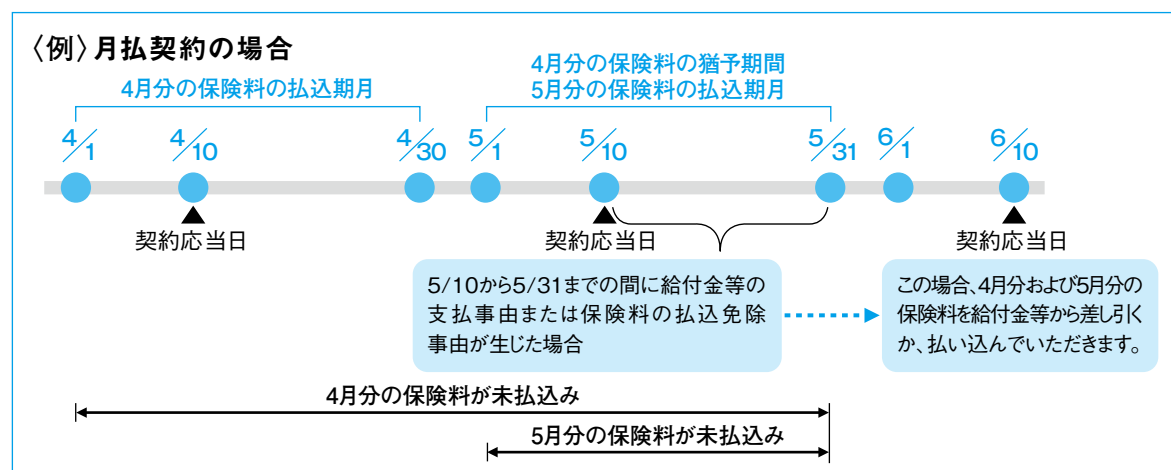 〈例〉月払契約の場合
4月分の保険料の払込期月
4月分の保険料の猶予期間
5月分の保険料の払込期月
4/1 4/10 4/30 5/1 5/10 5/31 6/1 6/10
契約応当日 契約応当日 契約応当日
5/10から5/31までの間に給付金等の
支払事由または保険料の払込免除
事由が生じた場合
この場合、4月分および5月分の
保険料を給付金等から差し引く
か、払い込んでいただきます。
4月分の保険料が未払込み
5月分の保険料が未払込み